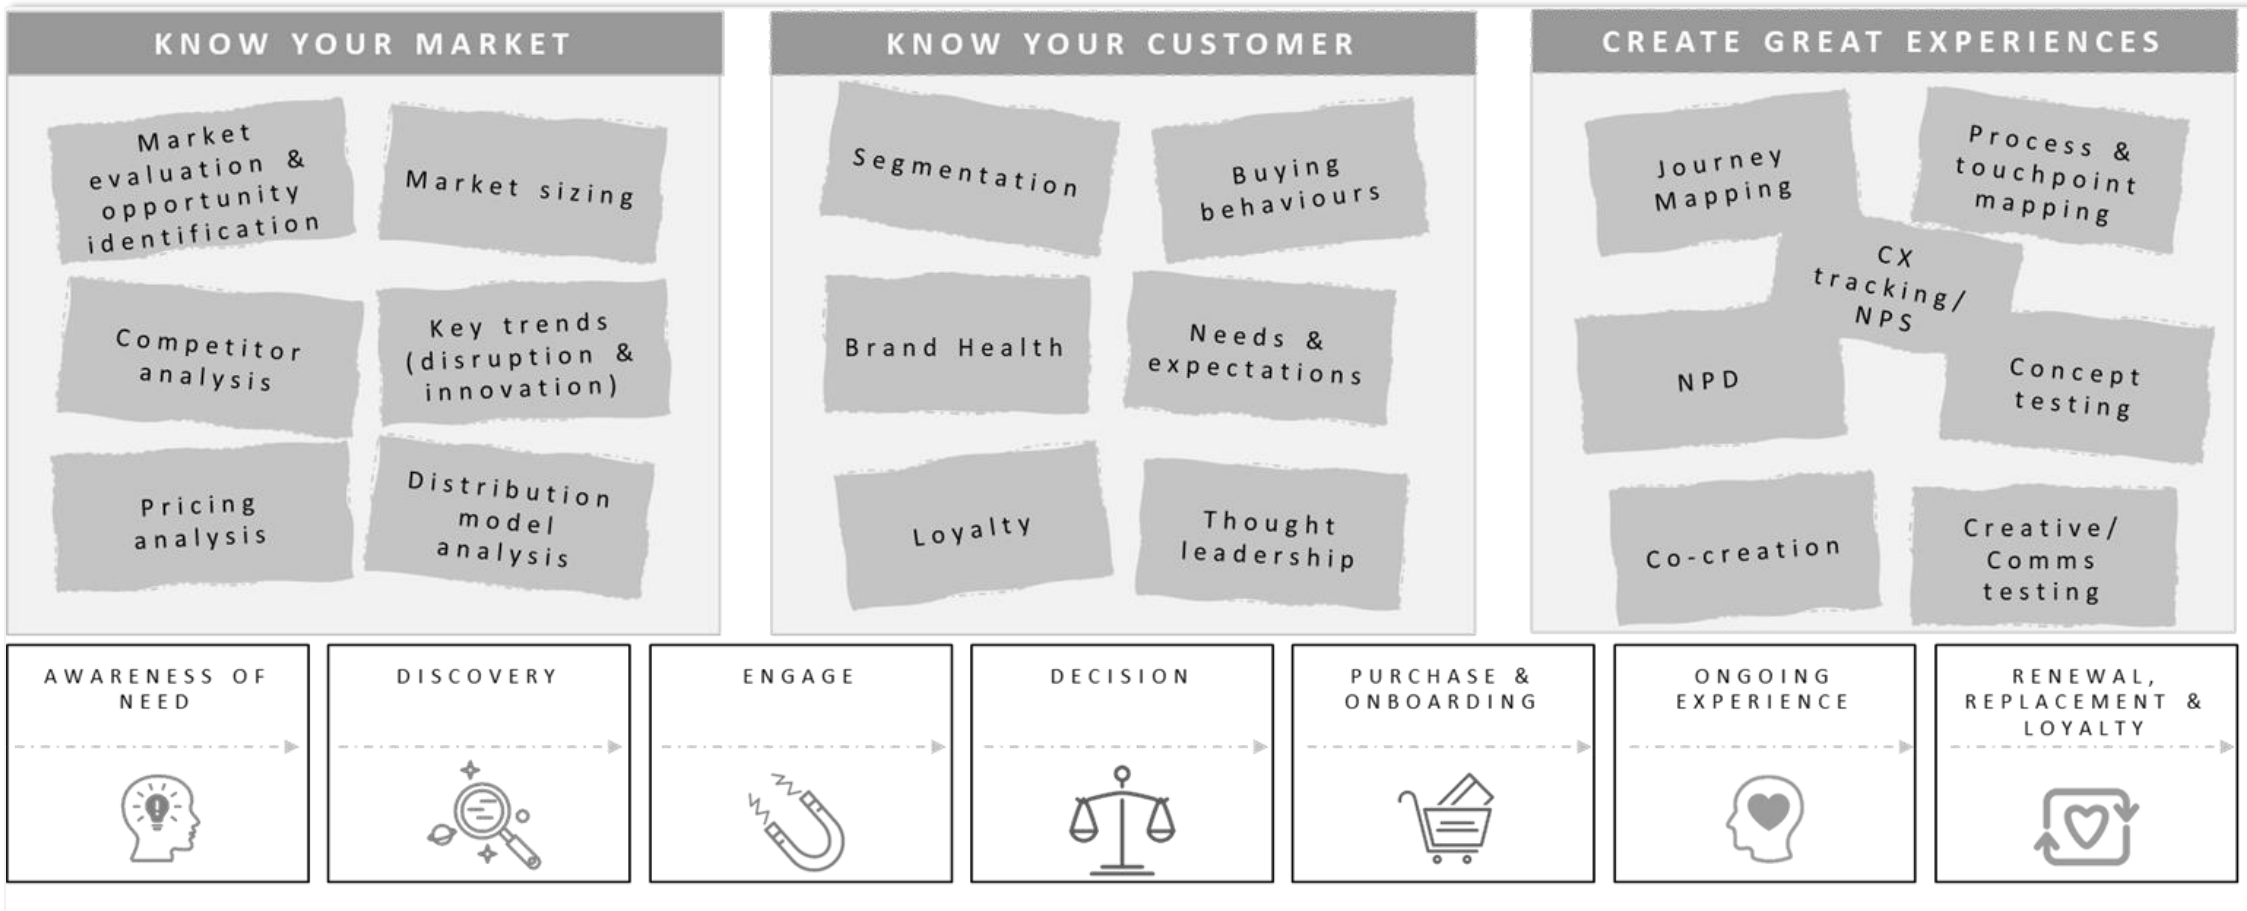 KNOW YOUR MARKET
Market
evaluation &
opportunity
identification
Market sizing
Competitor
analysis
Key trends
(disruption &
innovation)
Pricing
analysis
Distribution
model
analysis
KNOW YOUR CUSTOMER
Segmentation
Buying
behaviours
Brand Health
Needs &
expectations
Loyalty
Thought
leadership
CREATE GREAT EXPERIENCES
Journey
Mapping
Process &
touchpoint
mapping
CX
tracking/
NPS
NPD
Concept
testing
Co-creation
Creative/
Comms
testing
AWARENESS OF
NEED
DISCOVERY
ENGAGE
DECISION
PURCHASE &
ONBOARDING
ONGOING
EXPERIENCE
RENEWAL,
REPLACEMENT &
LOYALTY